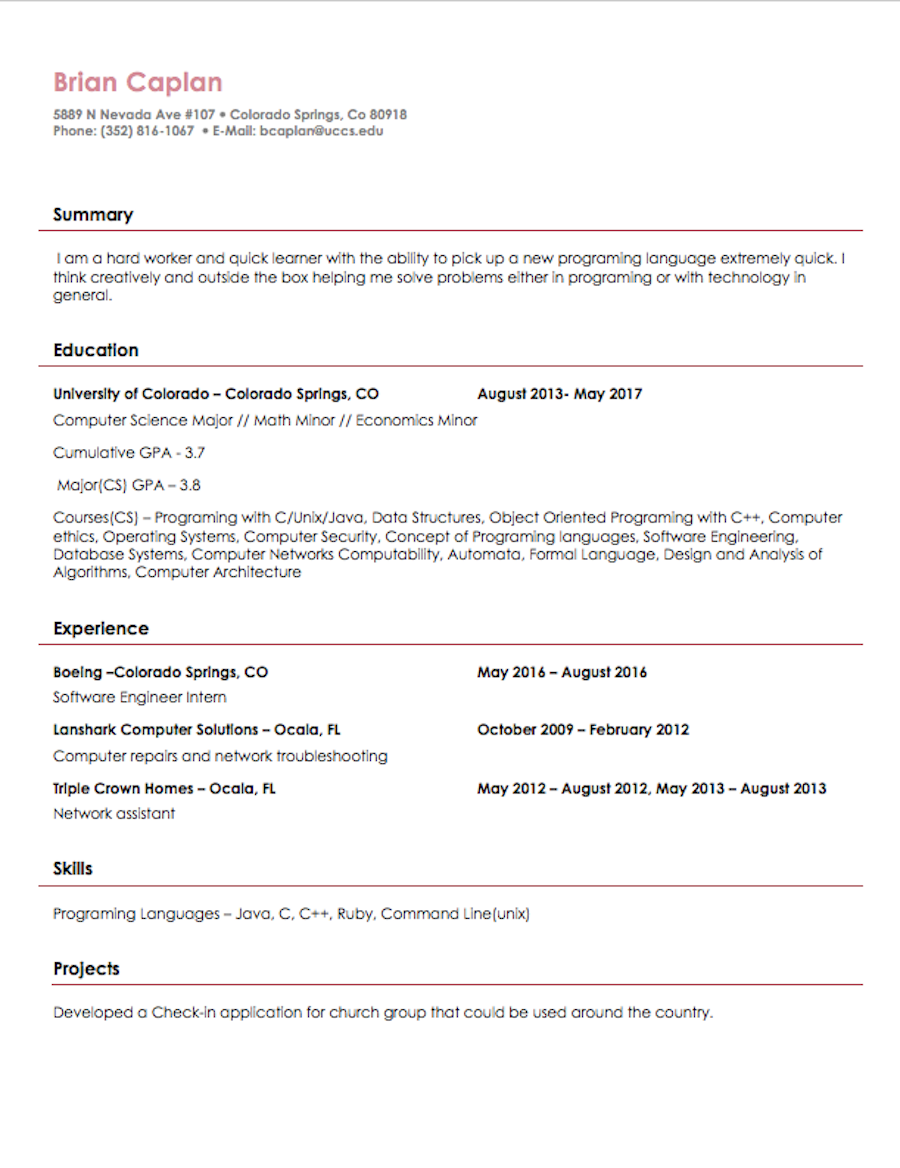 Brian Caplan
5889 N Nevada Ave #107 • Colorado Springs, Co 80918
Phone: (352) 816-1067 • E-Mail: bcaplan@uccs.edu
Summary
I am a hard worker and quick learner with the ability to pick up a new programing language extremely quick. I
think creatively and outside the box helping me solve problems either in programing or with technology in
general.
Education
University of Colorado – Colorado Springs, CO August 2013- May 2017
Computer Science Major // Math Minor // Economics Minor
Cumulative GPA - 3.7
Major(CS) GPA – 3.8
Courses(CS) – Programing with C/Unix/Java, Data Structures, Object Oriented Programing with C++, Computer
ethics, Operating Systems, Computer Security, Concept of Programing languages, Software Engineering,
Database Systems, Computer Networks Computability, Automata, Formal Language, Design and Analysis of
Algorithms, Computer Architecture
Experience
Boeing –Colorado Springs, CO May 2016 – August 2016
Software Engineer Intern
Lanshark Computer Solutions – Ocala, FL October 2009 – February 2012
Computer repairs and network troubleshooting
Triple Crown Homes – Ocala, FL May 2012 – August 2012, May 2013 – August 2013
Network assistant
Skills
Programing Languages – Java, C, C++, Ruby, Command Line(unix)
Projects
Developed a Check-in application for church group that could be used around the country.